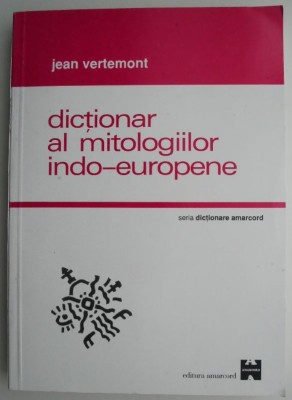 jean vertemont
dicționar
al mitologiilor
indo-europene
seria dicționare amarcord
editura amarcord